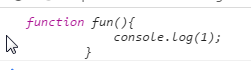 function fun(){
console.log(1);
}